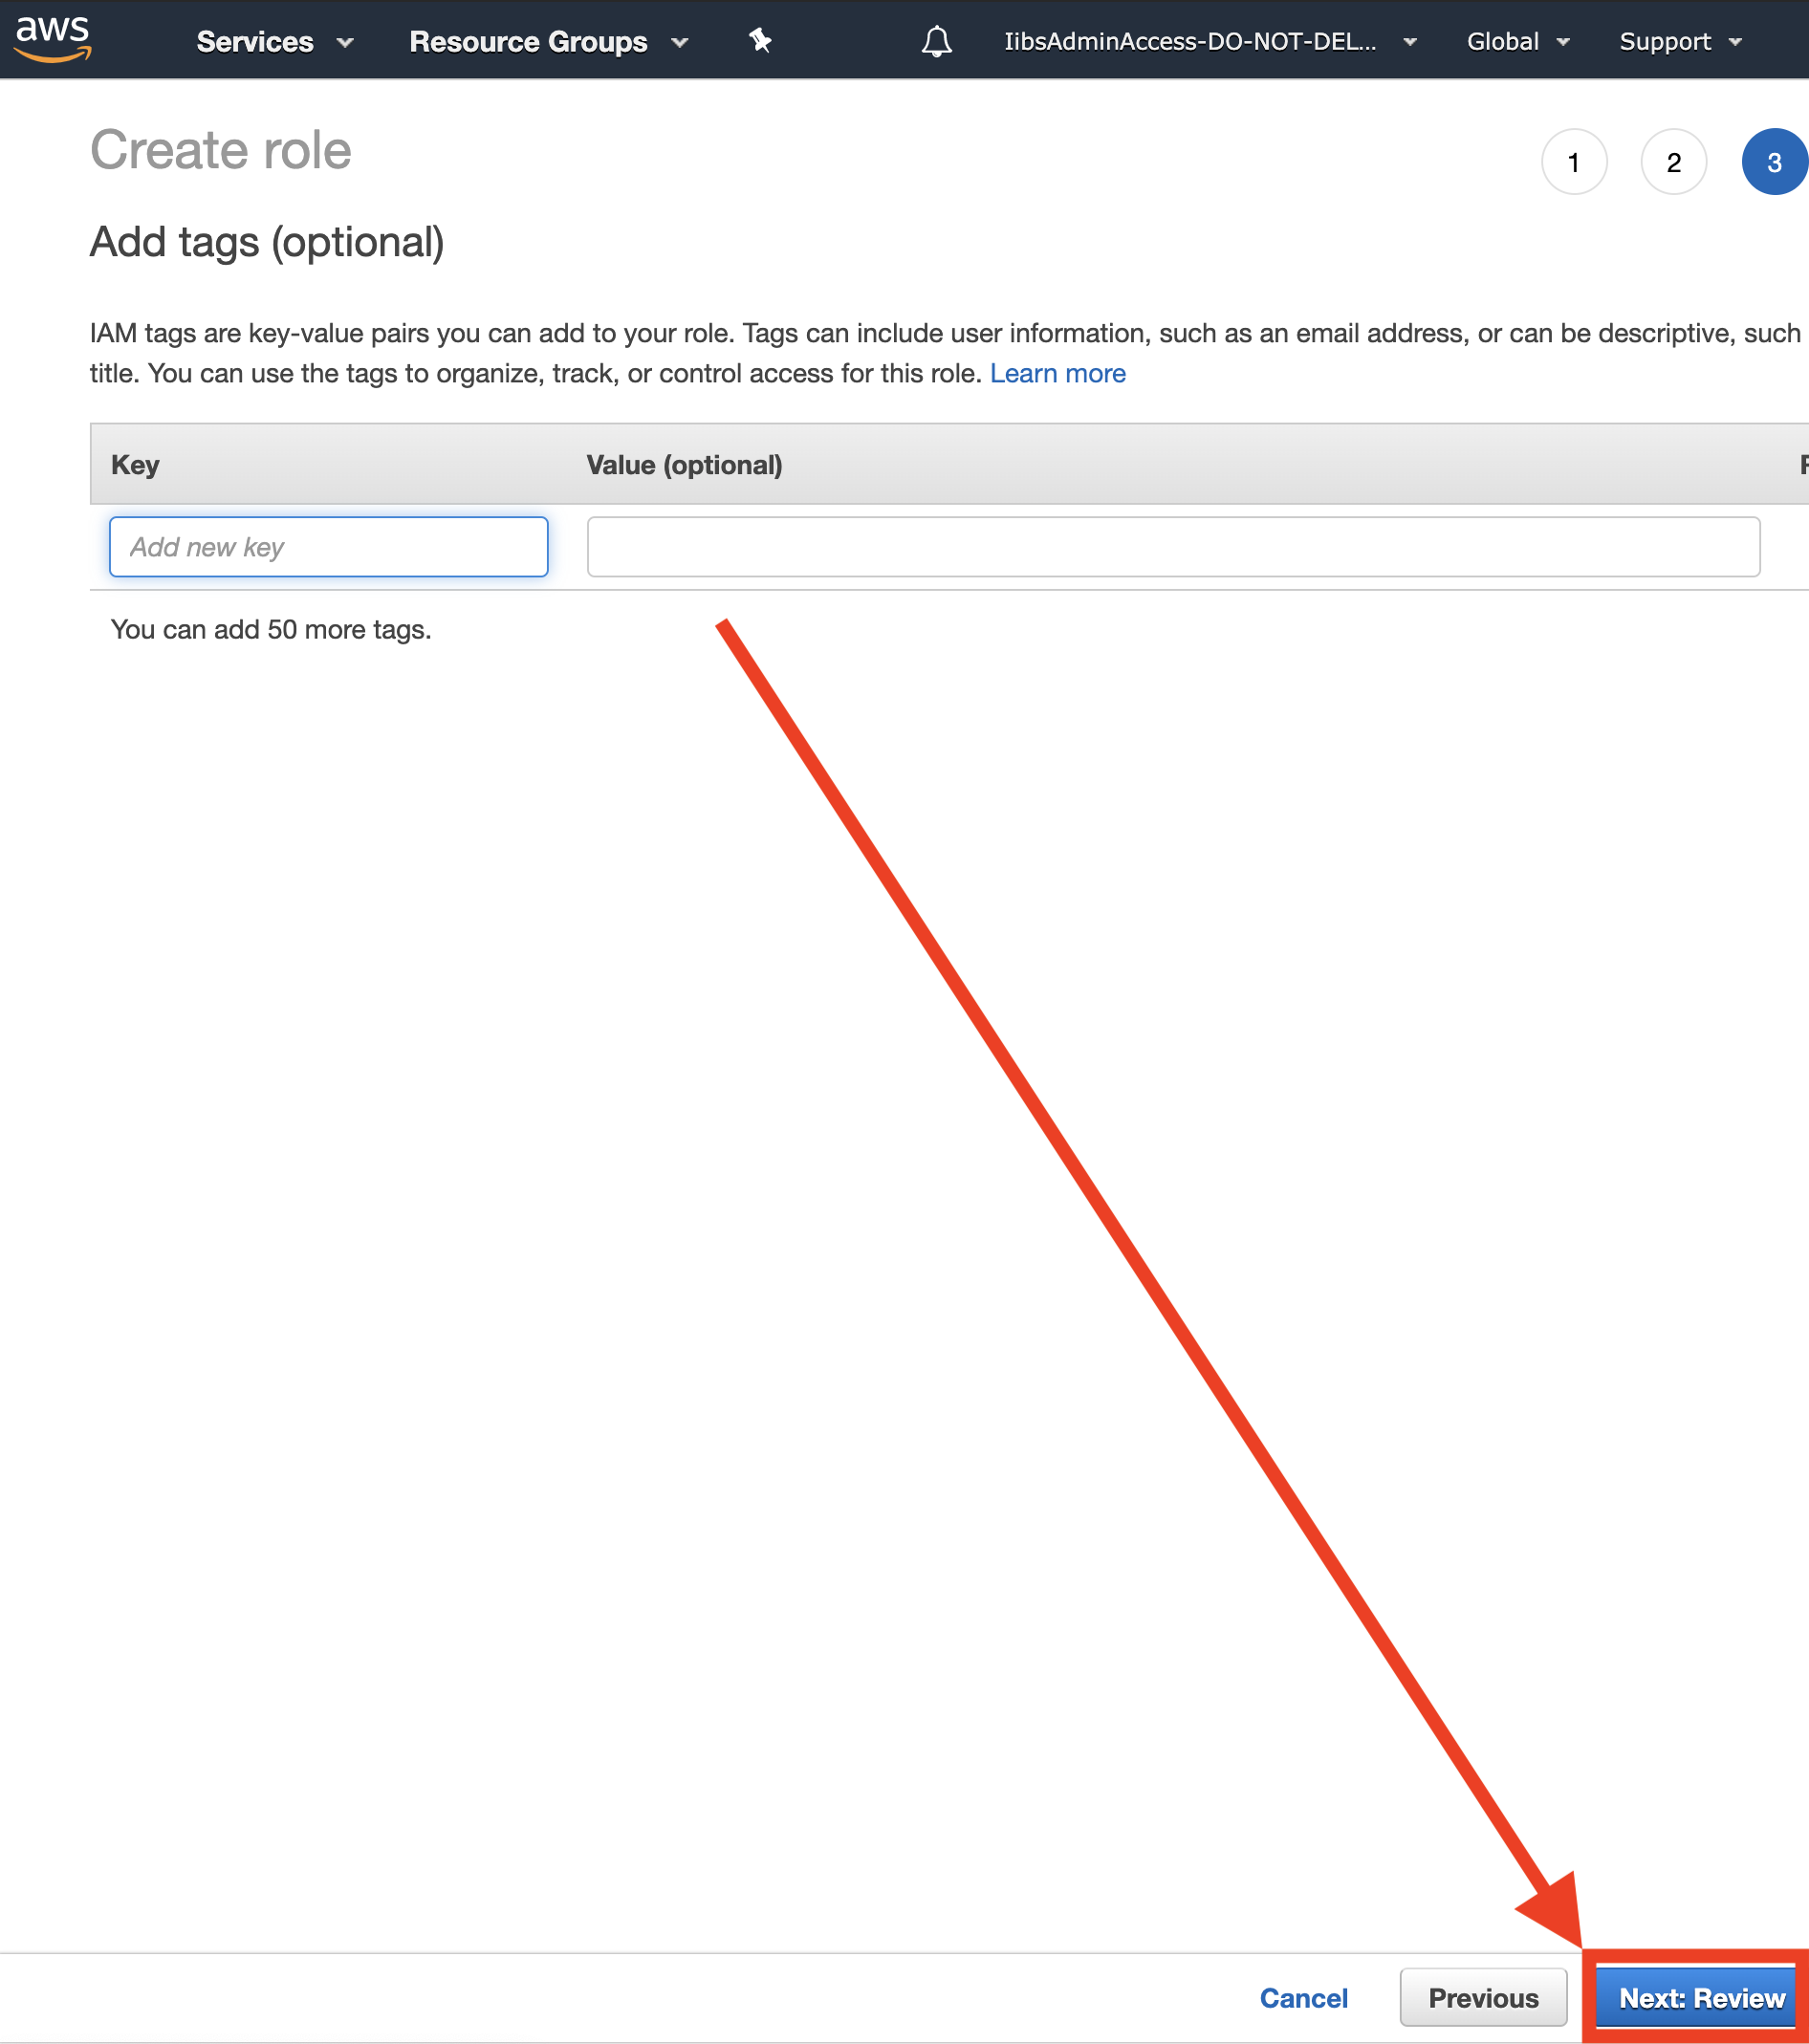 aws Services Resource Groups IibsAdminAccess-DO-NOT-DEL... Global Support
Create role
1 2 3
Add tags (optional)
IAM tags are key-value pairs you can add to your role. Tags can include user information, such as an email address, or can be descriptive, such
title. You can use the tags to organize, track, or control access for this role. Learn more
Key Value (optional)
Add new key
You can add 50 more tags.
Cancel Previous Next: Review